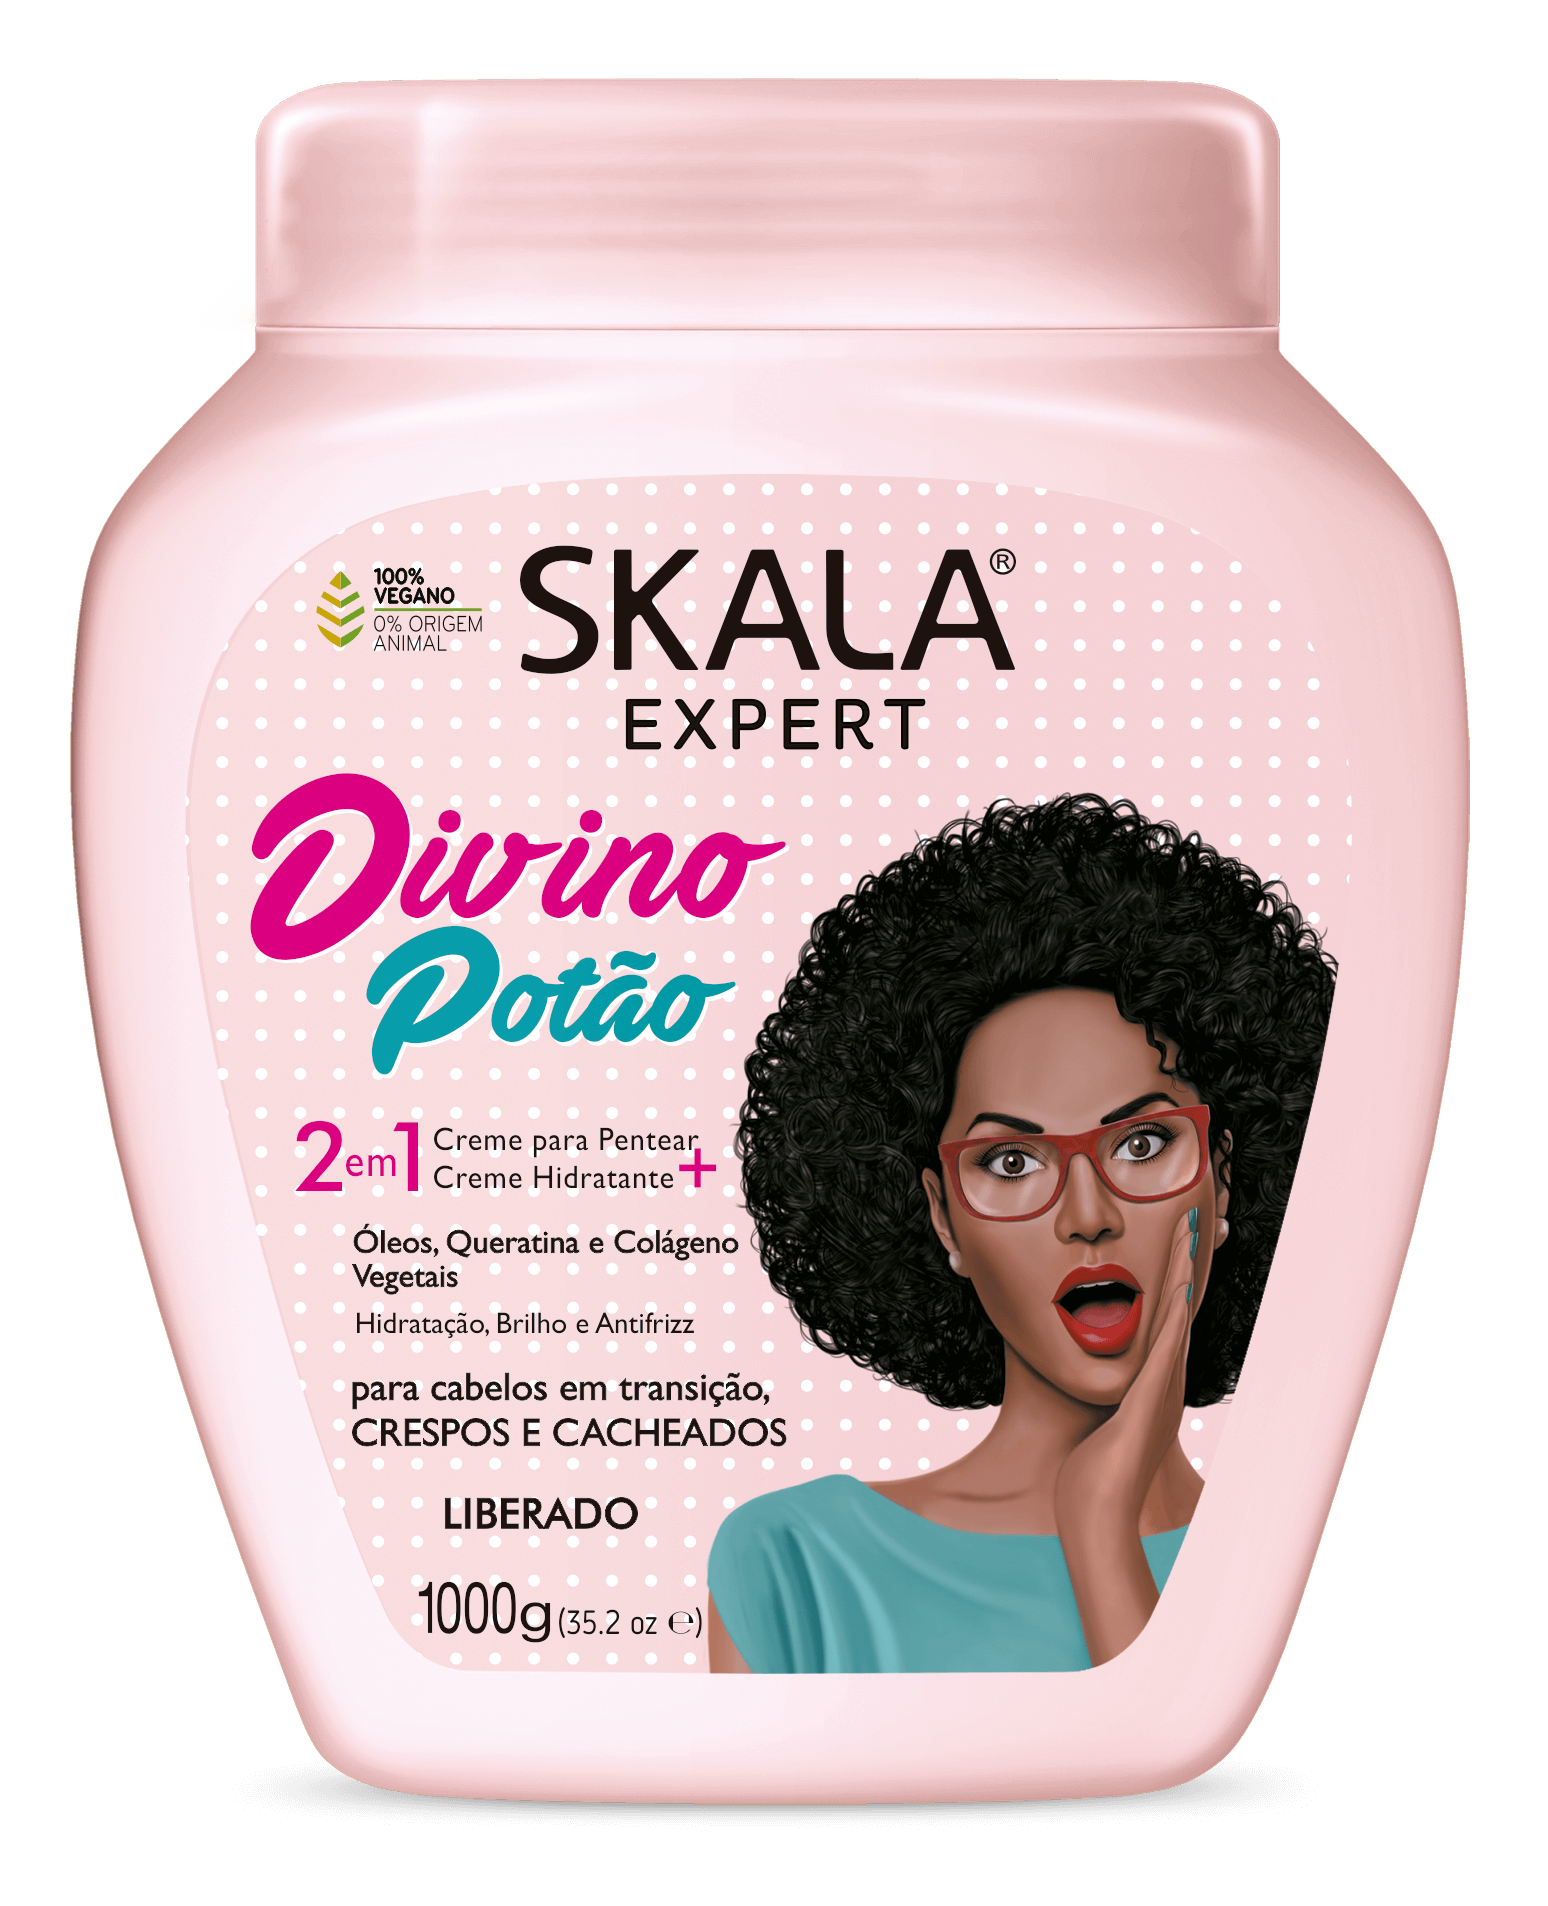 100%
VEGANO
0% ORIGEM
ANIMAL
SKALA®
EXPERT
Divino
Potão
2em1 Creme para Pentear
Creme Hidratante+
Óleos, Queratina e Colágeno
Vegetais
Hidratação, Brilho e Antifrizz
para cabelos em transição,
CRESPOS E CACHEADOS
LIBERADO
1000g (35.2 oz ℮)